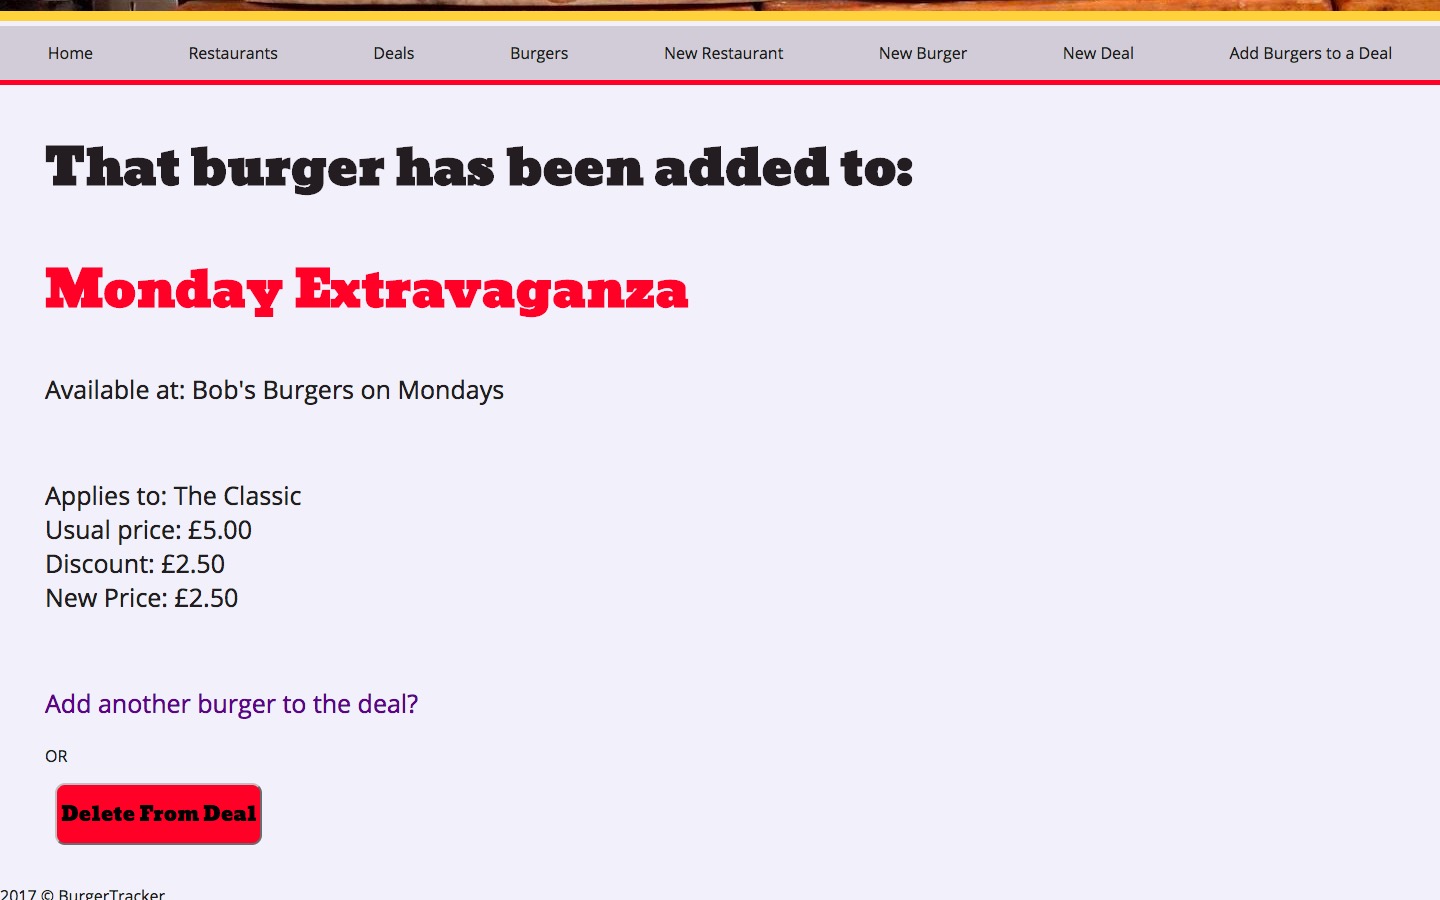 Home Restaurants Deals Burgers New Restaurant New Burger New Deal Add Burgers to a Deal
That burger has been added to:
Monday Extravaganza
Available at: Bob's Burgers on Mondays
Applies to: The Classic
Usual price: £5.00
Discount: £2.50
New Price: £2.50
Add another burger to the deal?
OR
Delete From Deal
2017 © BurgerTracker